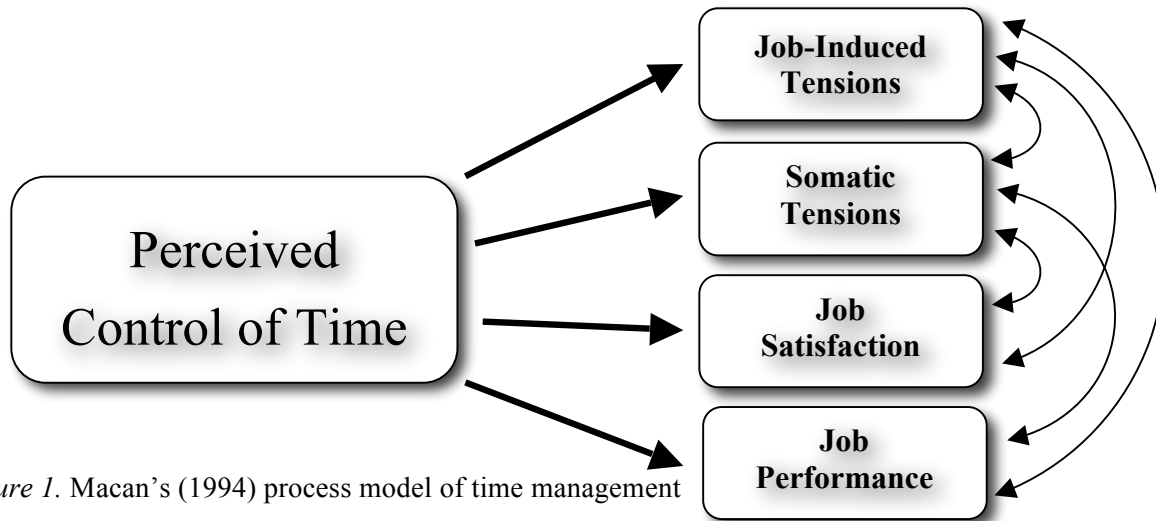 Job-Induced
Tensions
Somatic
Tensions
Perceived
Control of Time
Job
Satisfaction
Job
Performance
ure 1. Macan’s (1994) process model of time management